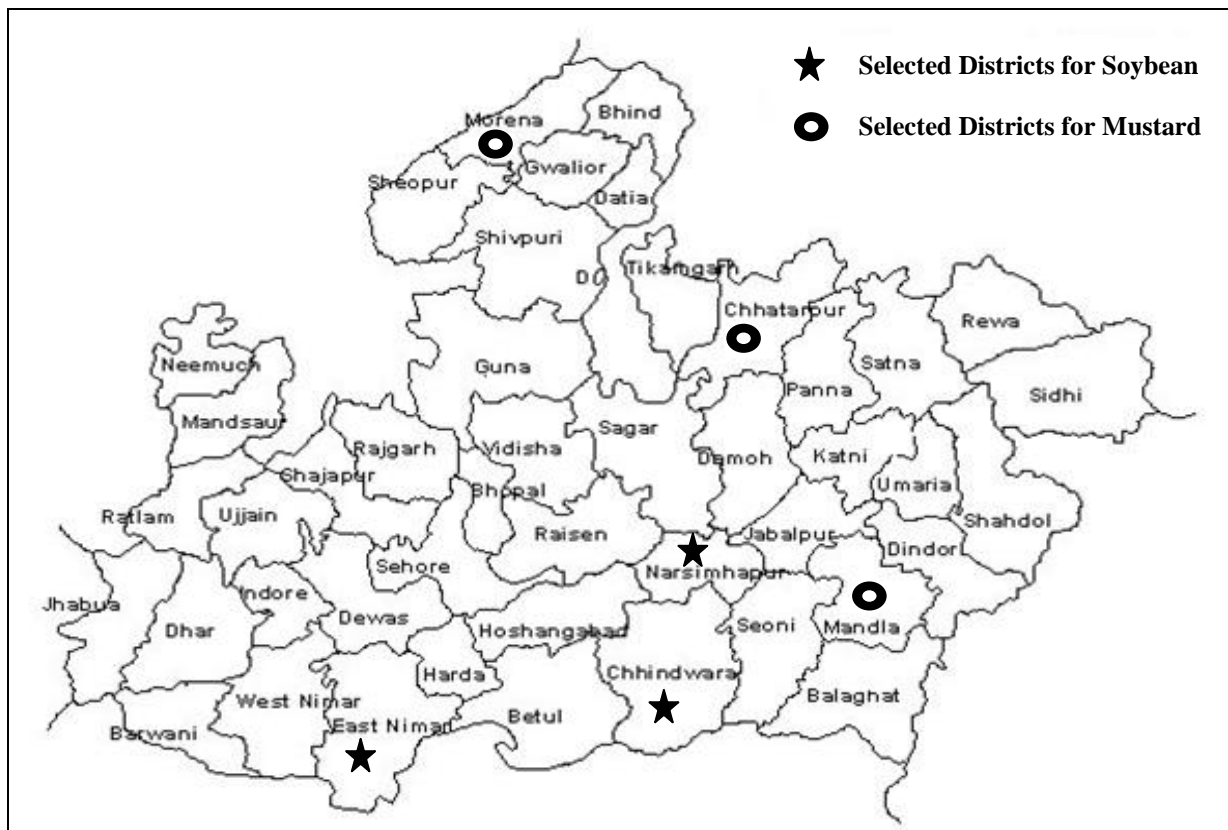 Selected Districts for Soybean
Selected Districts for Mustard
Morena
Bhind
Gwalior
Sheopur
Datia
Shivpuri
Tikamgarh
D
Chhatarpur
Rewa
Neemuch
Guna
Satna
Panna
Sidhi
Mandsaur
Sagar
Rajgarh
Vidisha
Damoh
Katni
Shajapur
Umaria
Bhopal
Ratlam
Ujjain
Shahdol
Raisen
Jabalpur
Dindori
Sehore
Narsimhapur
Indore
Jhabua
Dewas
Dhar
Hoshangabad
Seoni
Mandla
Harda
Chhindwara
Balaghat
West Nimar
East Nimar
Betul
Barwani